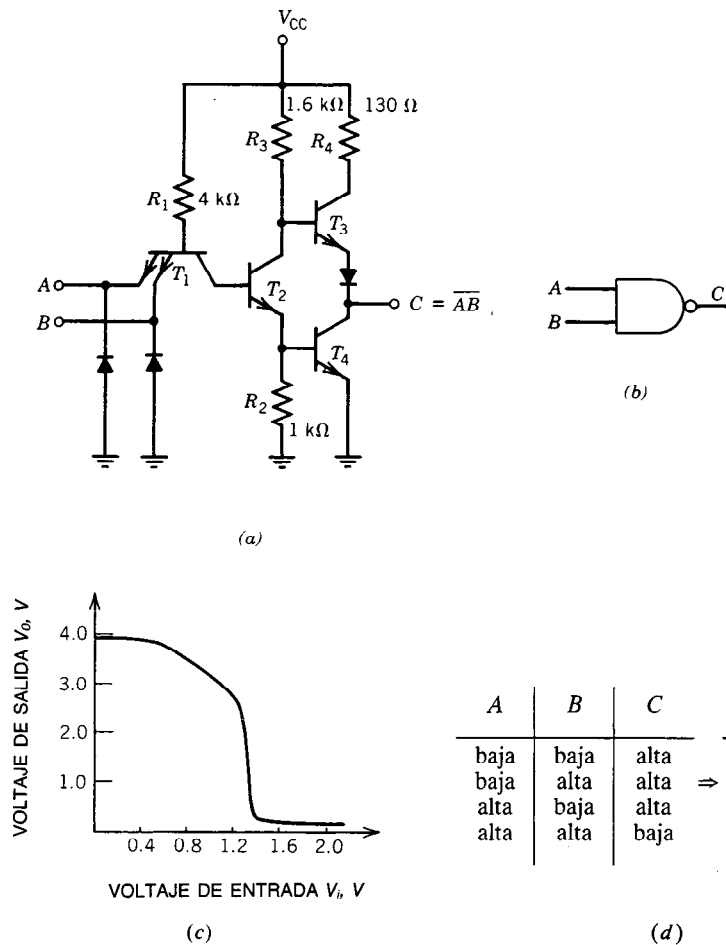 V_CC
1.6 kΩ
130 Ω
R_3
R_4
R_1
4 kΩ
T_3
A
T_1
T_2
C = \overline{AB}
B
T_4
R_2
1 kΩ
(a)
A
B
C
(b)
VOLTAJE DE SALIDA V_0, V
4.0
3.0
2.0
1.0
0.4 0.8 1.2 1.6 2.0
VOLTAJE DE ENTRADA V_i, V
(c)
A B C
baja baja alta
baja alta alta ⇒
alta baja alta
alta alta baja
(d)